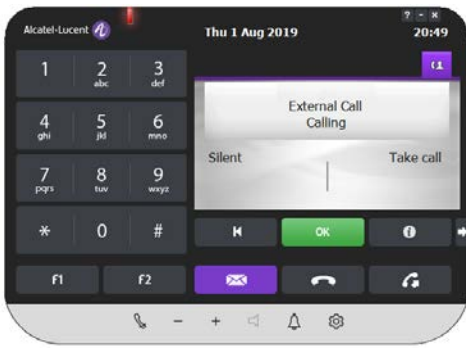 ? - x
Alcatel-Lucent
Thu 1 Aug 2019 20:49
1 2 abc 3 def
External Call
Calling
4 ghi 5 jkl 6 mno
Silent Take call
7 pqrs 8 tuv 9 wxyz
* 0 #
OK
F1 F2
- +